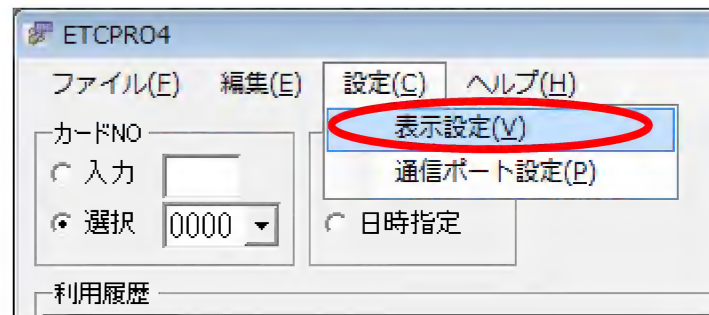 ETCPRO4
ファイル(F) 編集(E) 設定(C) ヘルプ(H)
表示設定(V)
通信ポート設定(P)
カードNO
入力
選択 0000
日時指定
利用履歴